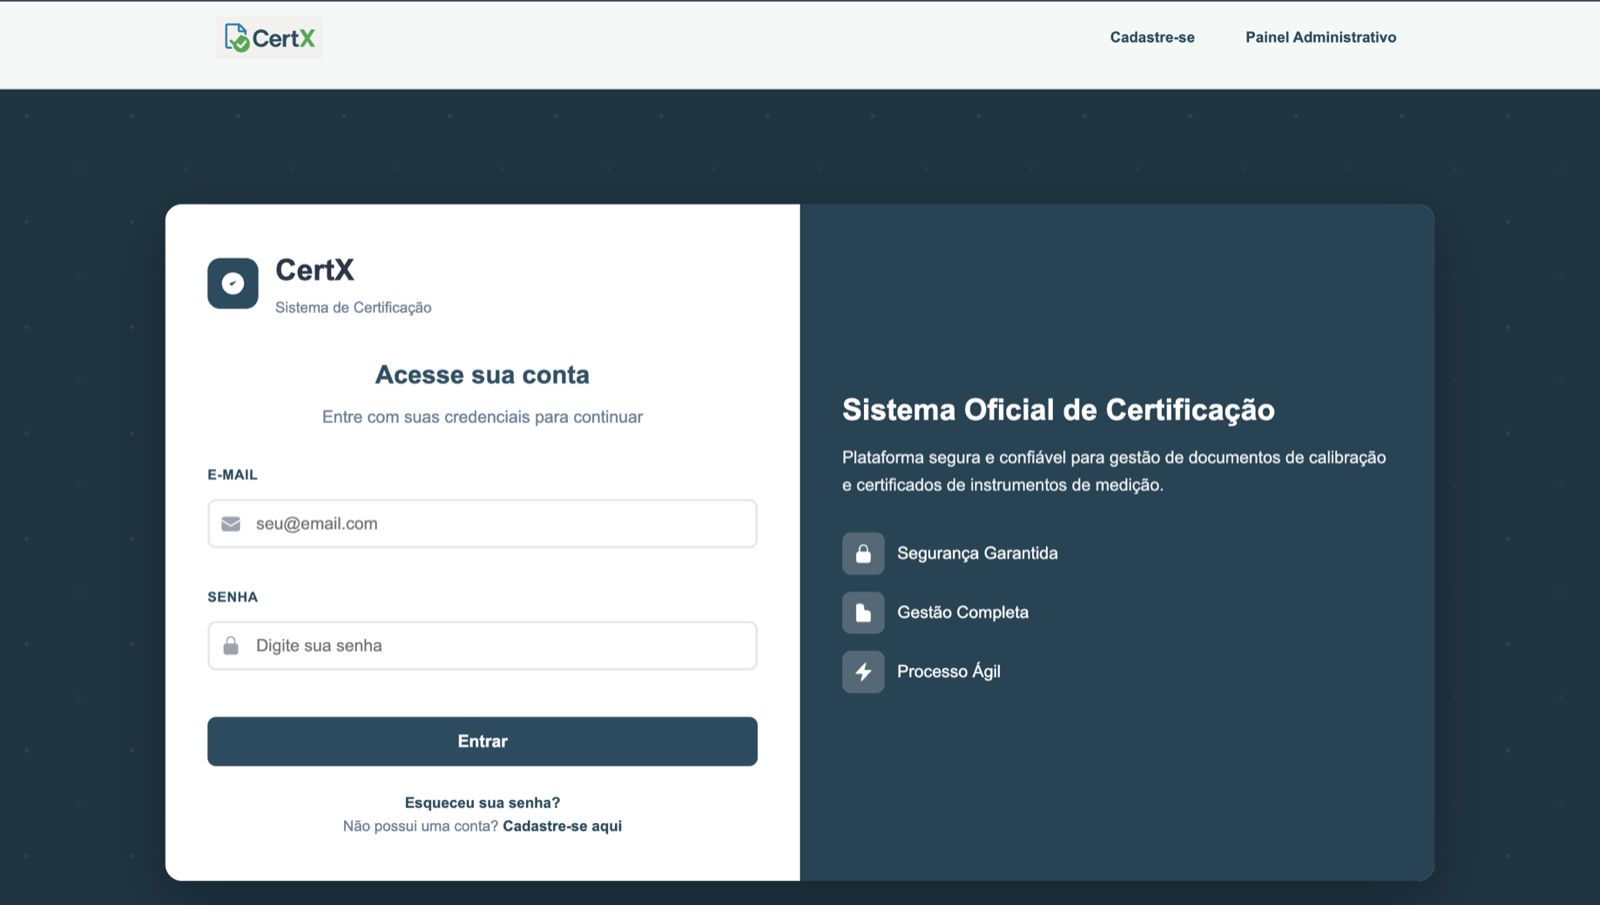 CertX
Cadastre-se
Painel Administrativo
CertX
Sistema de Certificação
Acesse sua conta
Entre com suas credenciais para continuar
E-MAIL
seu@email.com
SENHA
Digite sua senha
Entrar
Esqueceu sua senha?
Não possui uma conta? Cadastre-se aqui
Sistema Oficial de Certificação
Plataforma segura e confiável para gestão de documentos de calibração
e certificados de instrumentos de medição.
Segurança Garantida
Gestão Completa
Processo Ágil